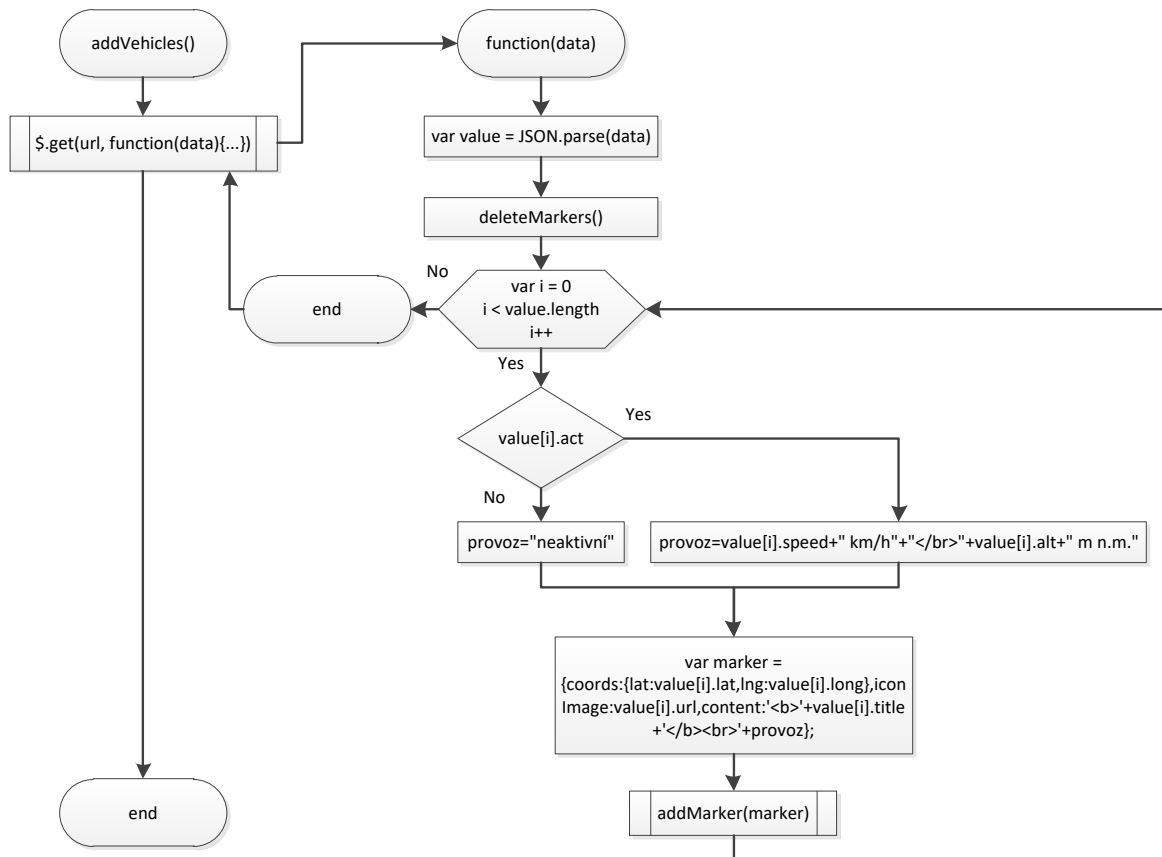 addVehicles()
function(data)
$.get(url, function(data){...})
var value = JSON.parse(data)
deleteMarkers()
No
var i = 0
i < value.length
i++
end
Yes
value[i].act
Yes
No
provoz="neaktivní"
provoz=value[i].speed+" km/h"+"</br>"+value[i].alt+" m n.m."
var marker =
{coords:{lat:value[i].lat,lng:value[i].long},icon
Image:value[i].url,content:'<b>'+value[i].title
+'</b><br>'+provoz};
end
addMarker(marker)